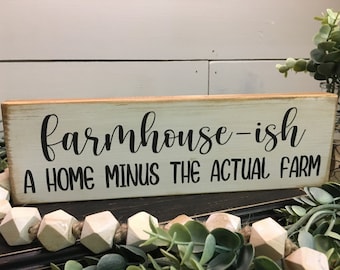 farmhouse-ish
A HOME MINUS THE ACTUAL FARM